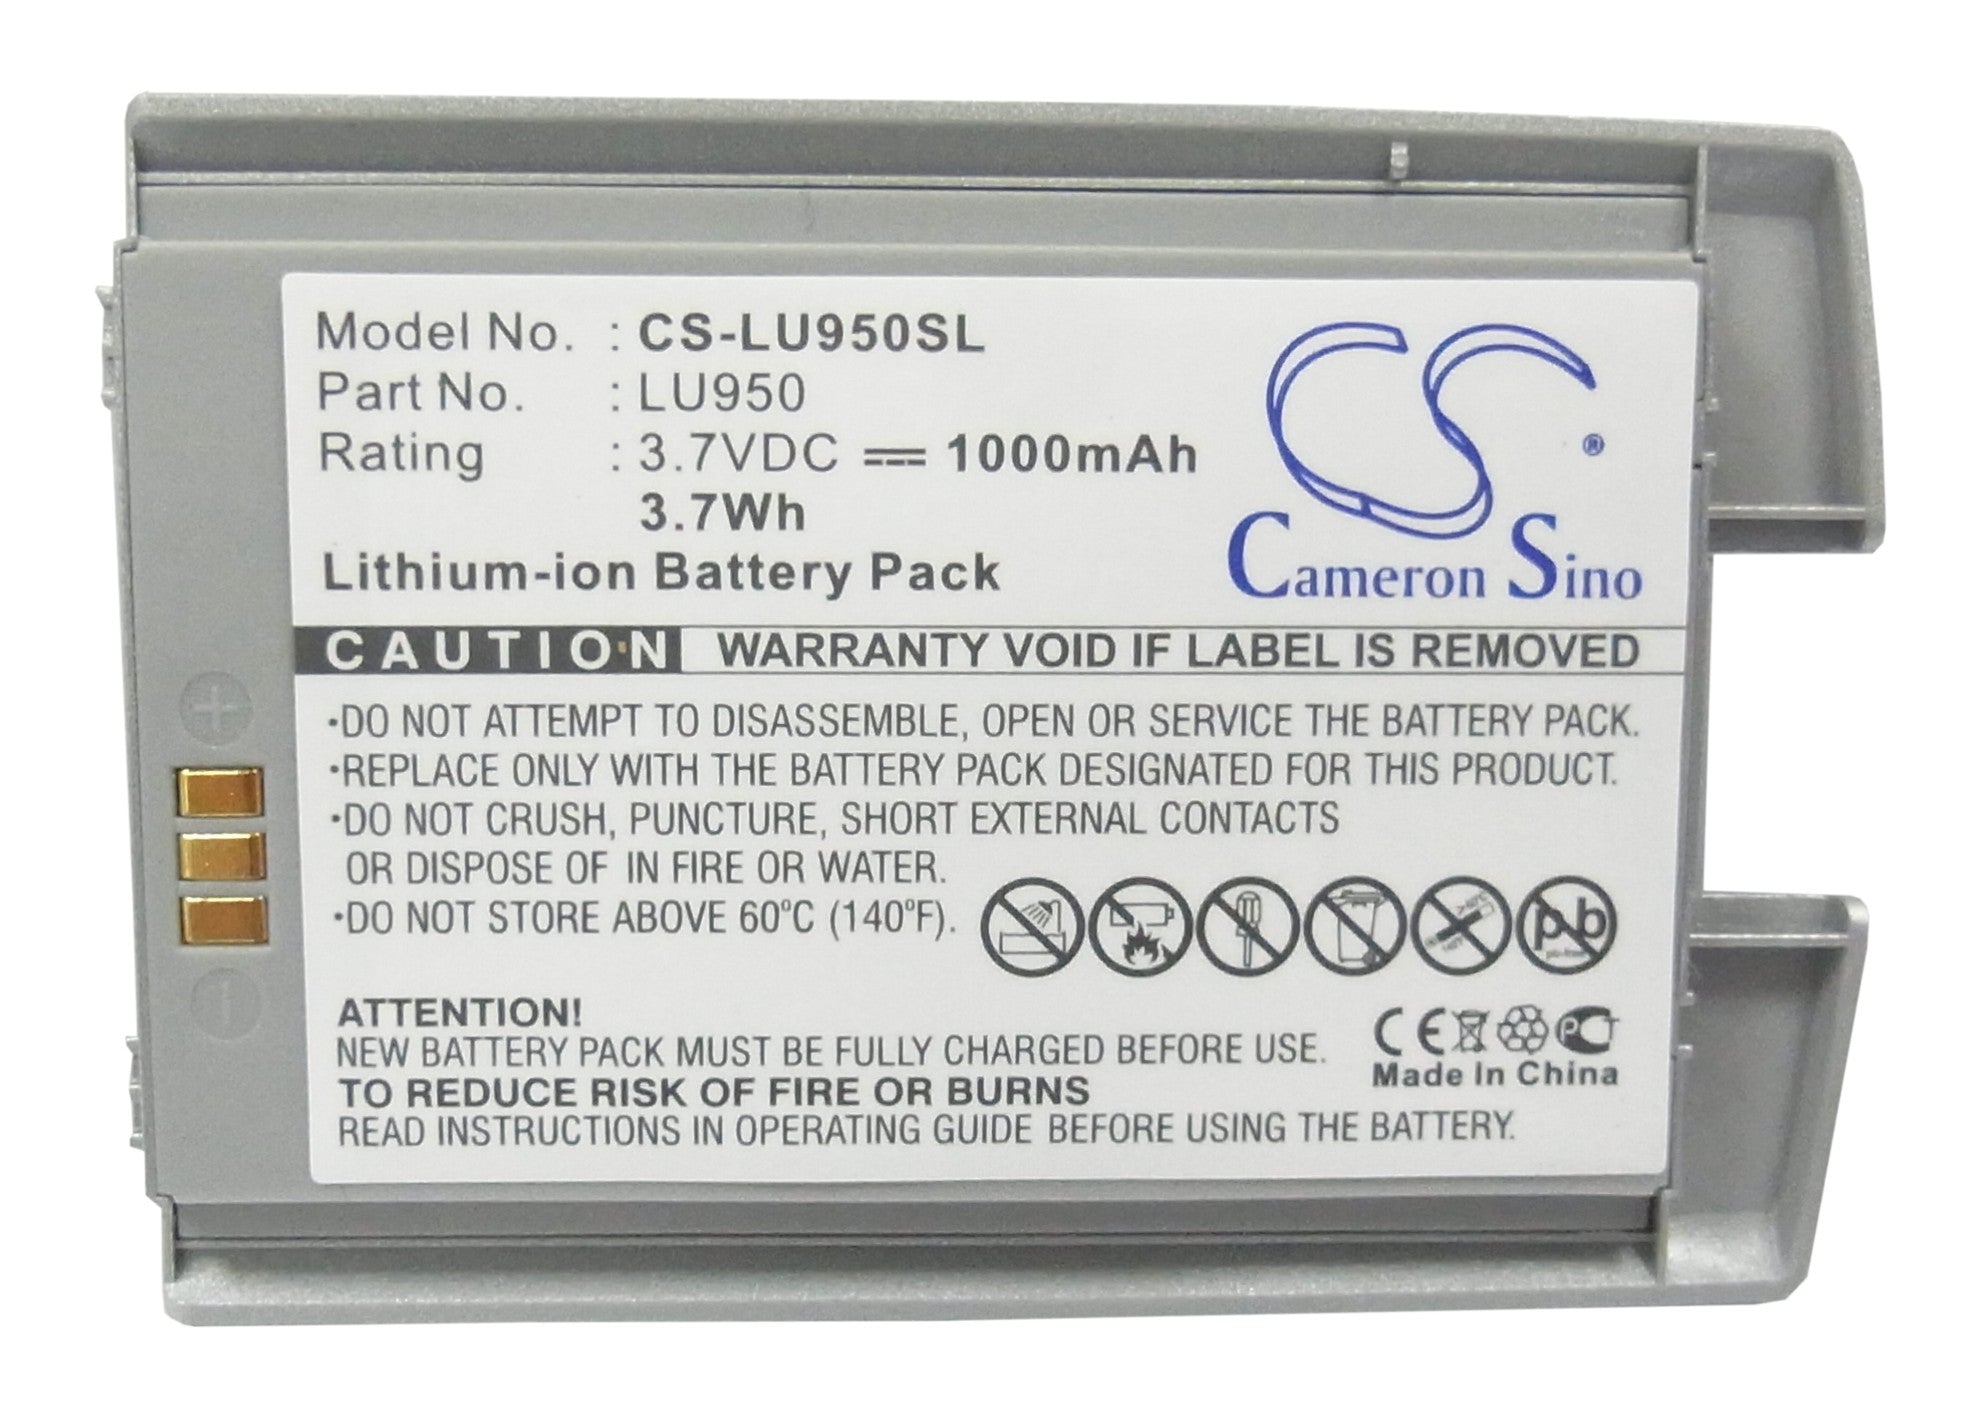 Model No. : CS-LU950SL
Part No. : LU950
Rating : 3.7VDC 1000mAh
3.7Wh
Lithium-ion Battery Pack
CS ®
Cameron Sino
CAUTION WARRANTY VOID IF LABEL IS REMOVED
·DO NOT ATTEMPT TO DISASSEMBLE, OPEN OR SERVICE THE BATTERY PACK.
·REPLACE ONLY WITH THE BATTERY PACK DESIGNATED FOR THIS PRODUCT.
·DO NOT CRUSH, PUNCTURE, SHORT EXTERNAL CONTACTS
OR DISPOSE OF IN FIRE OR WATER.
·DO NOT STORE ABOVE 60°C (140°F).
pb
ATTENTION!
NEW BATTERY PACK MUST BE FULLY CHARGED BEFORE USE.
TO REDUCE RISK OF FIRE OR BURNS
READ INSTRUCTIONS IN OPERATING GUIDE BEFORE USING THE BATTERY.
CE PCT
Made In China
+
-